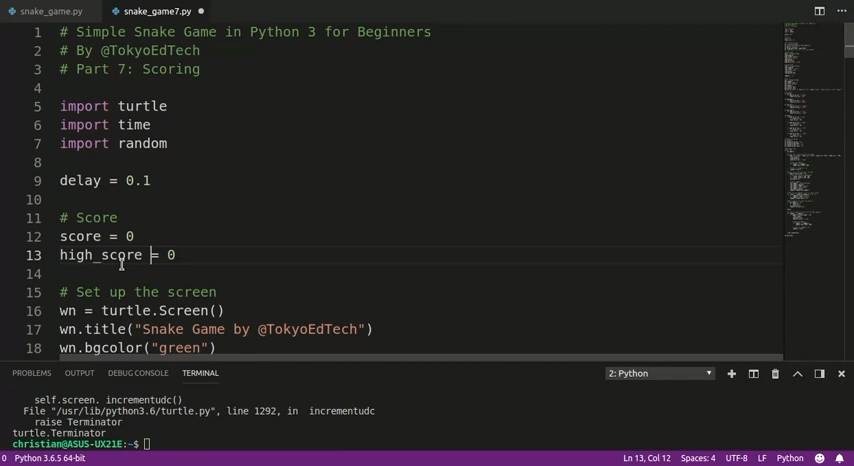 snake_game.py snake_game7.py
1 # Simple Snake Game in Python 3 for Beginners
2 # By @TokyoEdTech
3 # Part 7: Scoring
4
5 import turtle
6 import time
7 import random
8
9 delay = 0.1
10
11 # Score
12 score = 0
13 high_score = 0
14
15 # Set up the screen
16 wn = turtle.Screen()
17 wn.title("Snake Game by @TokyoEdTech")
18 wn.bgcolor("green")
PROBLEMS OUTPUT DEBUG CONSOLE TERMINAL 2: Python
self.screen. incrementudc()
File "/usr/lib/python3.6/turtle.py", line 1292, in incrementudc
raise Terminator
turtle.Terminator
christian@ASUS-UX21E:~$
0 Python 3.6.5 64-bit Ln 13, Col 12 Spaces: 4 UTF-8 LF Python